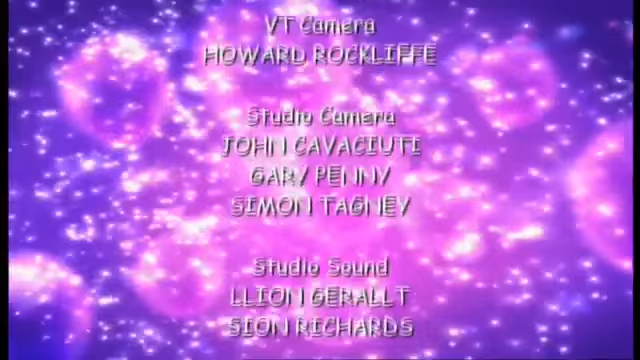 VT Camera
HOWARD ROCKLIFFE
Studio Camera
JOHN CAVACIUTI
GARY PENNY
SIMON TAGNEY
Studio Sound
LLION GERALLT
SION RICHARDS